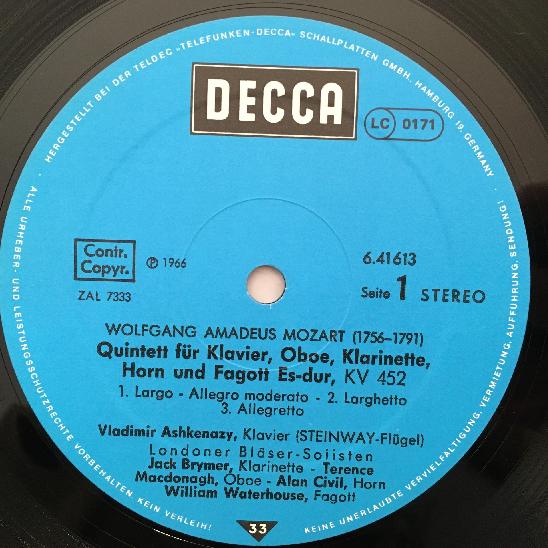 HERGESTELLT BEI DER TELDEC »TELEFUNKEN-DECCA« SCHALLPLATTEN GMBH, HAMBURG 19, GERMANY ·
ALLE URHEBER- UND LEISTUNGSSCHUTZRECHTE VORBEHALTEN. KEIN VERLEIH!
KEINE UNERLAUBTE VERVIELFÄLTIGUNG, VERMIETUNG, AUFFÜHRUNG, SENDUNG!
DECCA
LC 0171
Contr.
Copyr.
℗ 1966
ZAL 7333
6.41613
Seite 1 STEREO
WOLFGANG AMADEUS MOZART (1756–1791)
Quintett für Klavier, Oboe, Klarinette,
Horn und Fagott Es-dur, KV 452
1. Largo - Allegro moderato - 2. Larghetto
3. Allegretto
Vladimir Ashkenazy, Klavier (STEINWAY-Flügel)
Londoner Bläser-Solisten
Jack Brymer, Klarinette - Terence
Macdonagh, Oboe - Alan Civil, Horn
William Waterhouse, Fagott
33